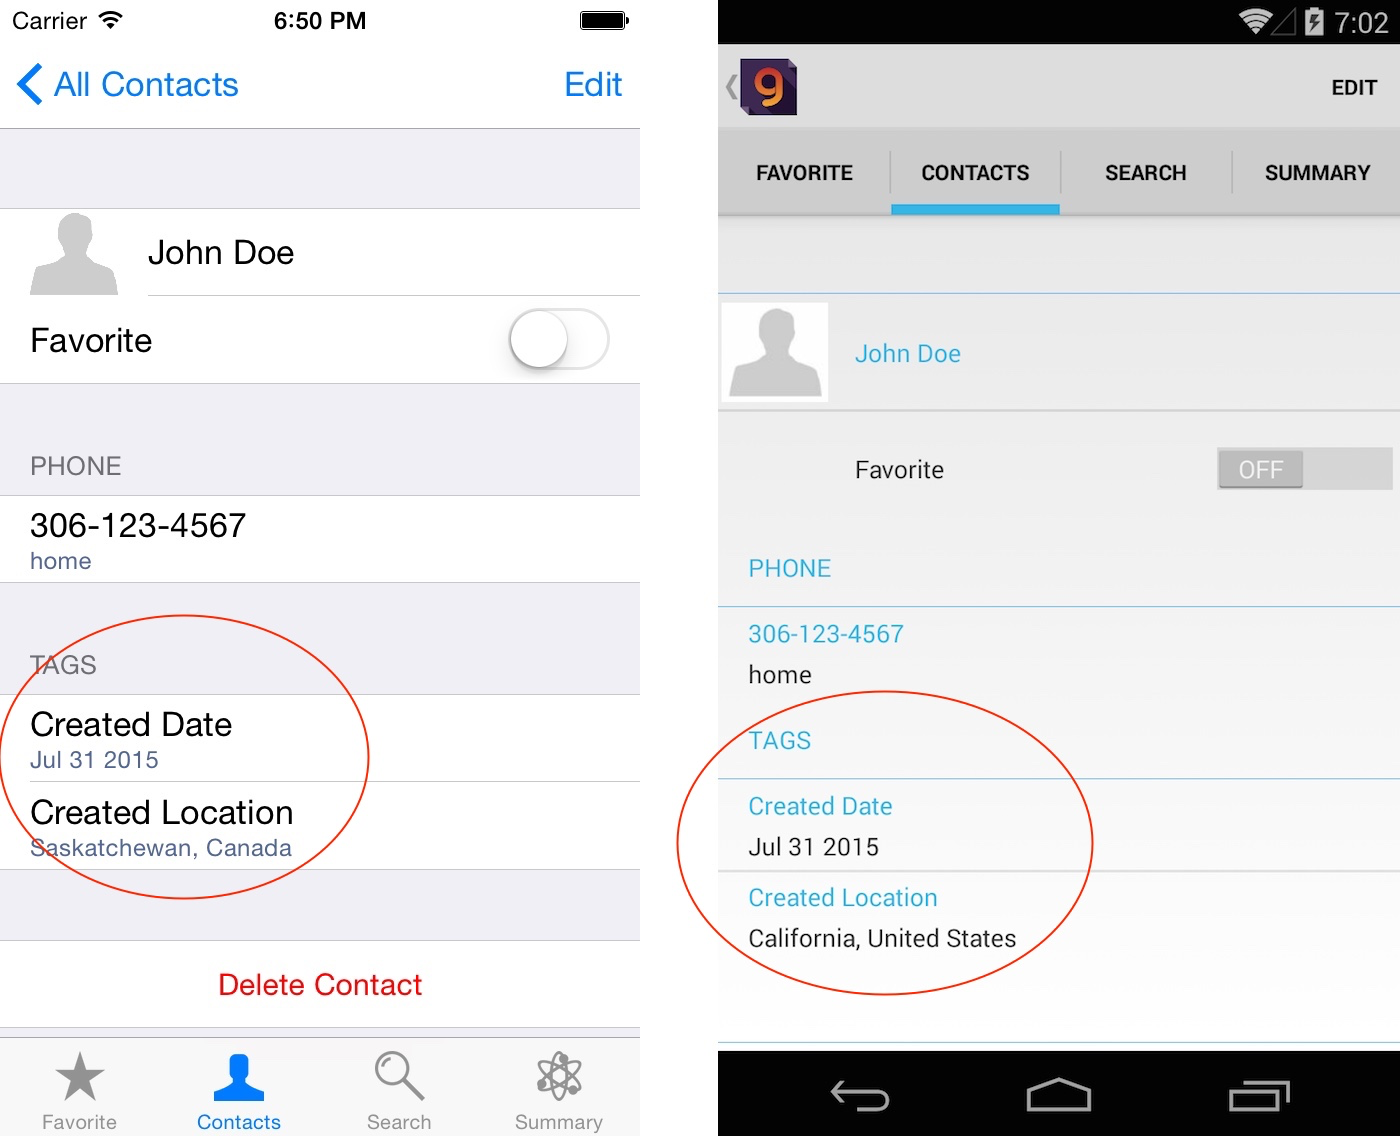 Carrier 6:50 PM
All Contacts Edit
John Doe
Favorite
PHONE
306-123-4567
home
TAGS
Created Date
Jul 31 2015
Created Location
Saskatchewan, Canada
Delete Contact
Favorite Contacts Search Summary
7:02
9 EDIT
FAVORITE CONTACTS SEARCH SUMMARY
John Doe
Favorite OFF
PHONE
306-123-4567
home
TAGS
Created Date
Jul 31 2015
Created Location
California, United States